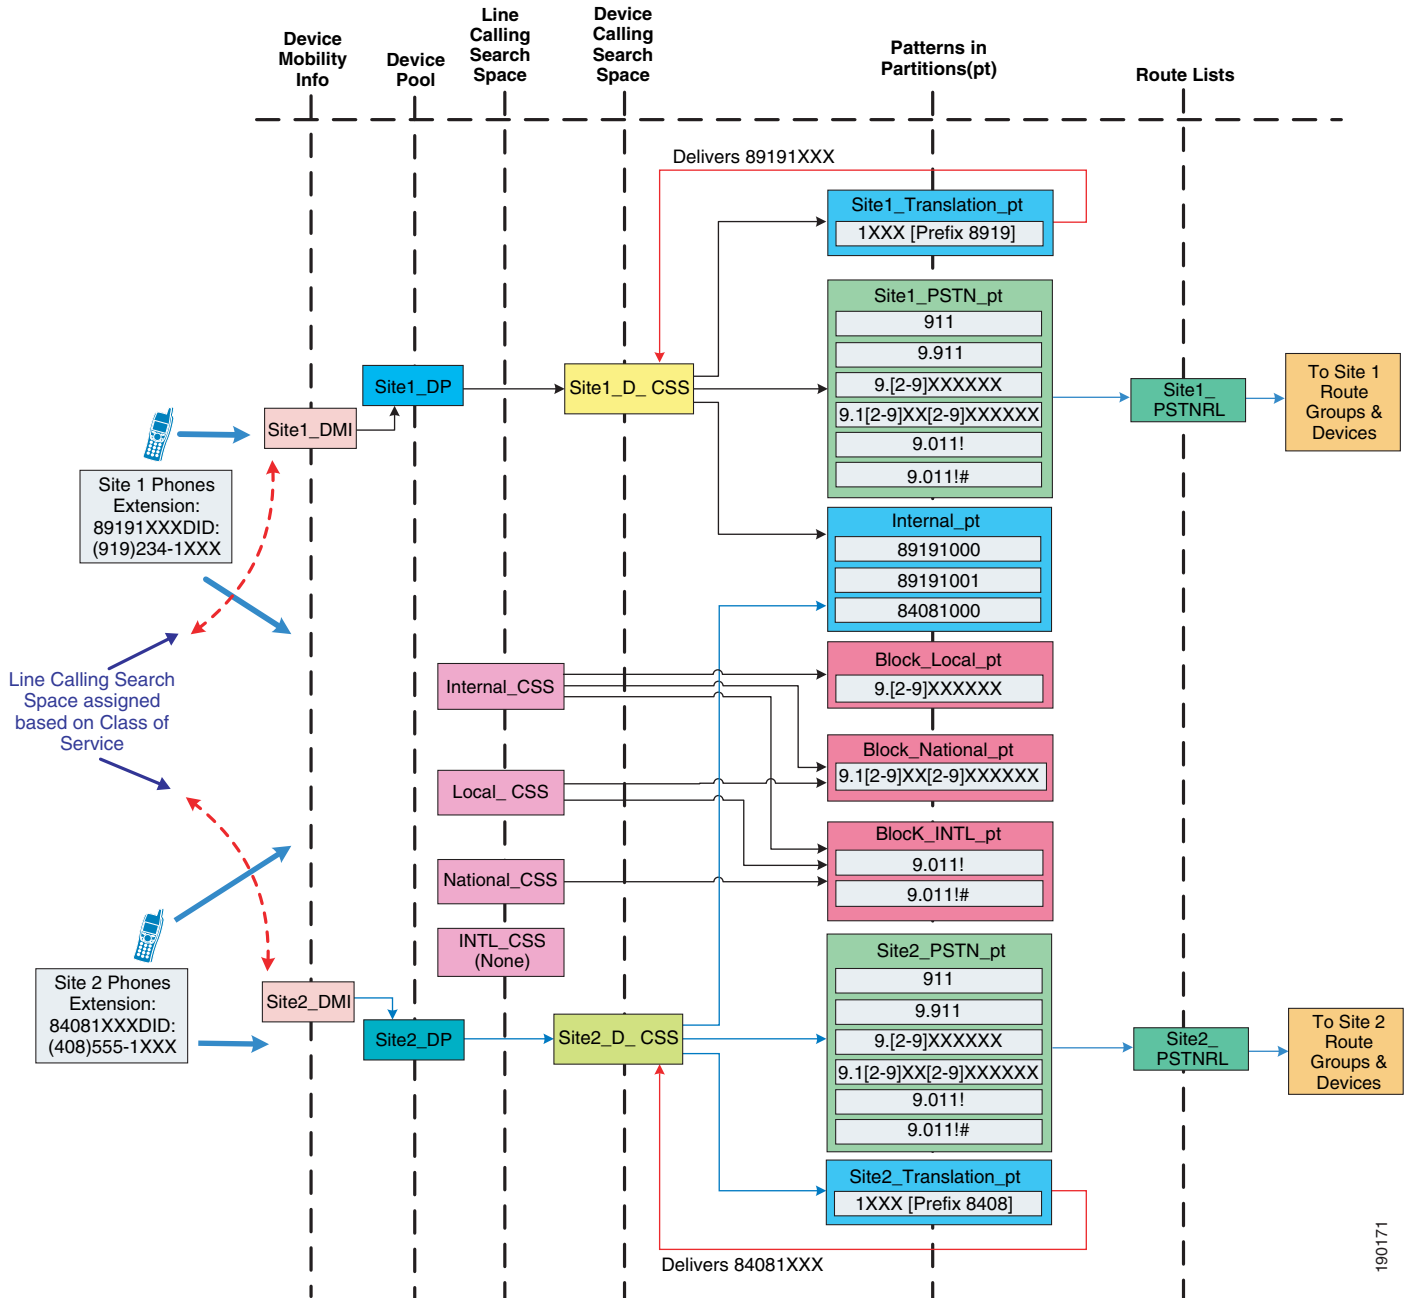 Device
Mobility
Info
Device
Pool
Line
Calling
Search
Space
Device
Calling
Search
Space
Patterns in
Partitions(pt)
Route Lists
Delivers 89191XXX
Site1_Translation_pt
1XXX [Prefix 8919]
Site1_PSTN_pt
911
9.911
9.[2-9]XXXXXX
9.1[2-9]XX[2-9]XXXXXX
9.011!
9.011!#
Site1_DMI
Site1_DP
Site1_D_ CSS
Site1_
PSTNRL
To Site 1
Route
Groups &
Devices
Site 1 Phones
Extension:
89191XXXDID:
(919)234-1XXX
Internal_pt
89191000
89191001
84081000
Line Calling Search
Space assigned
based on Class of
Service
Internal_CSS
Block_Local_pt
9.[2-9]XXXXXX
Block_National_pt
9.1[2-9]XX[2-9]XXXXXX
Local_ CSS
BlocK_INTL_pt
9.011!
9.011!#
National_CSS
INTL_CSS
(None)
Site 2 Phones
Extension:
84081XXXDID:
(408)555-1XXX
Site2_DMI
Site2_DP
Site2_D_ CSS
Site2_PSTN_pt
911
9.911
9.[2-9]XXXXXX
9.1[2-9]XX[2-9]XXXXXX
9.011!
9.011!#
Site2_
PSTNRL
To Site 2
Route
Groups &
Devices
Site2_Translation_pt
1XXX [Prefix 8408]
Delivers 84081XXX
190171